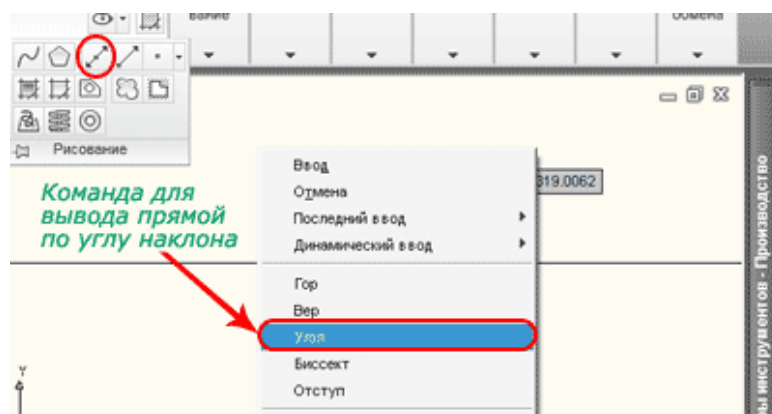 вание
обмена
Рисование
Команда для
вывода прямой
по углу наклона
319.0062
Ввод
Отмена
Последний ввод
Динамический ввод
Гор
Вер
Угол
Биссект
Отступ
Y
ы инструментов - Производство